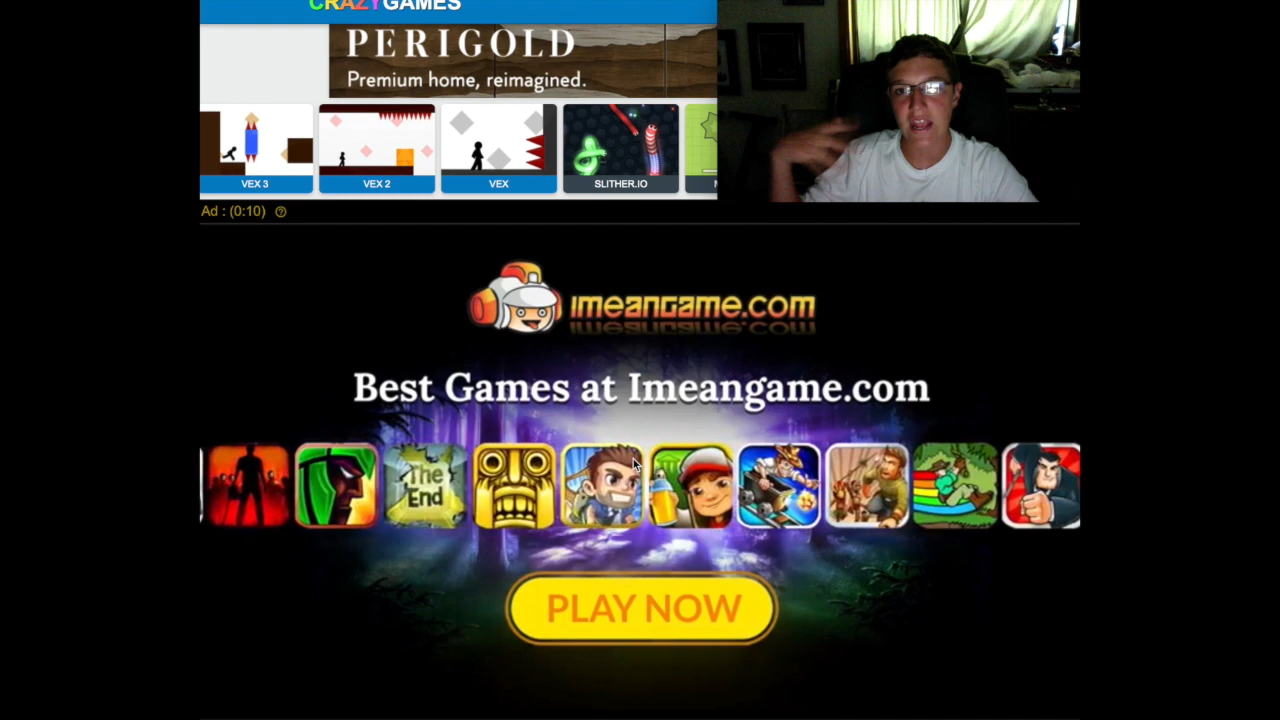 CRAZYGAMES
PERIGOLD
Premium home, reimagined.
VEX 3
VEX 2
VEX
SLITHER.IO
Ad : (0:10)
imeangame.com
Best Games at Imeangame.com
The
End
PLAY NOW